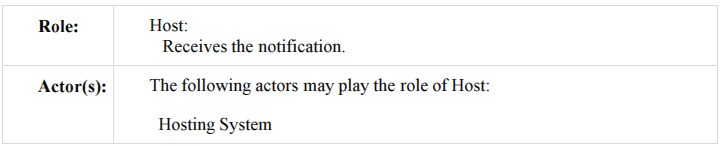 Role: Host:
Receives the notification.
Actor(s): The following actors may play the role of Host:
Hosting System